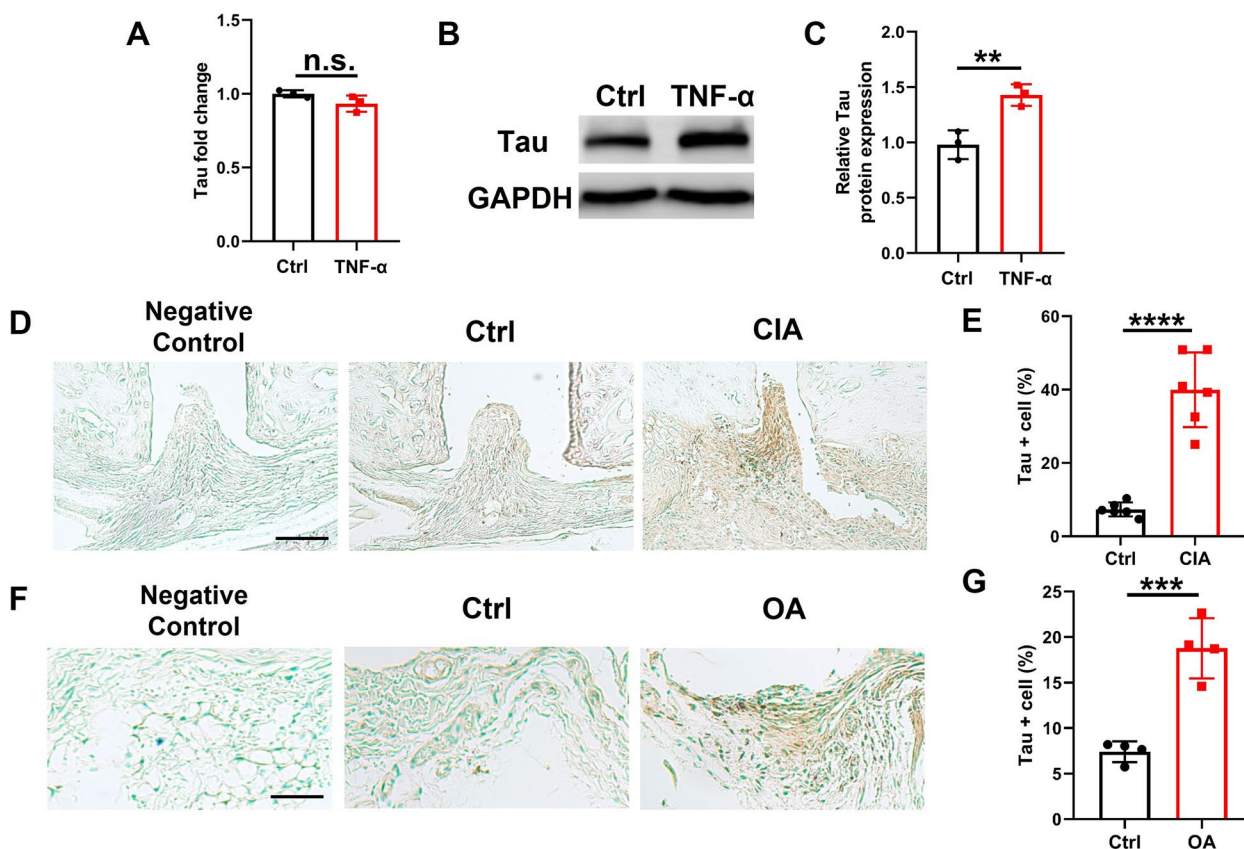 A
Tau fold change
1.5
1.0
0.5
0.0
n.s.
Ctrl
TNF-α
B
Ctrl TNF-α
Tau
GAPDH
C
Relative Tau
protein expression
2.0
1.5
1.0
0.5
0.0
**
Ctrl
TNF-α
D
Negative
Control
Ctrl
CIA
E
Tau + cell (%)
60
40
20
0
****
Ctrl
CIA
F
Negative
Control
Ctrl
OA
G
Tau + cell (%)
25
20
15
10
5
0
***
Ctrl
OA